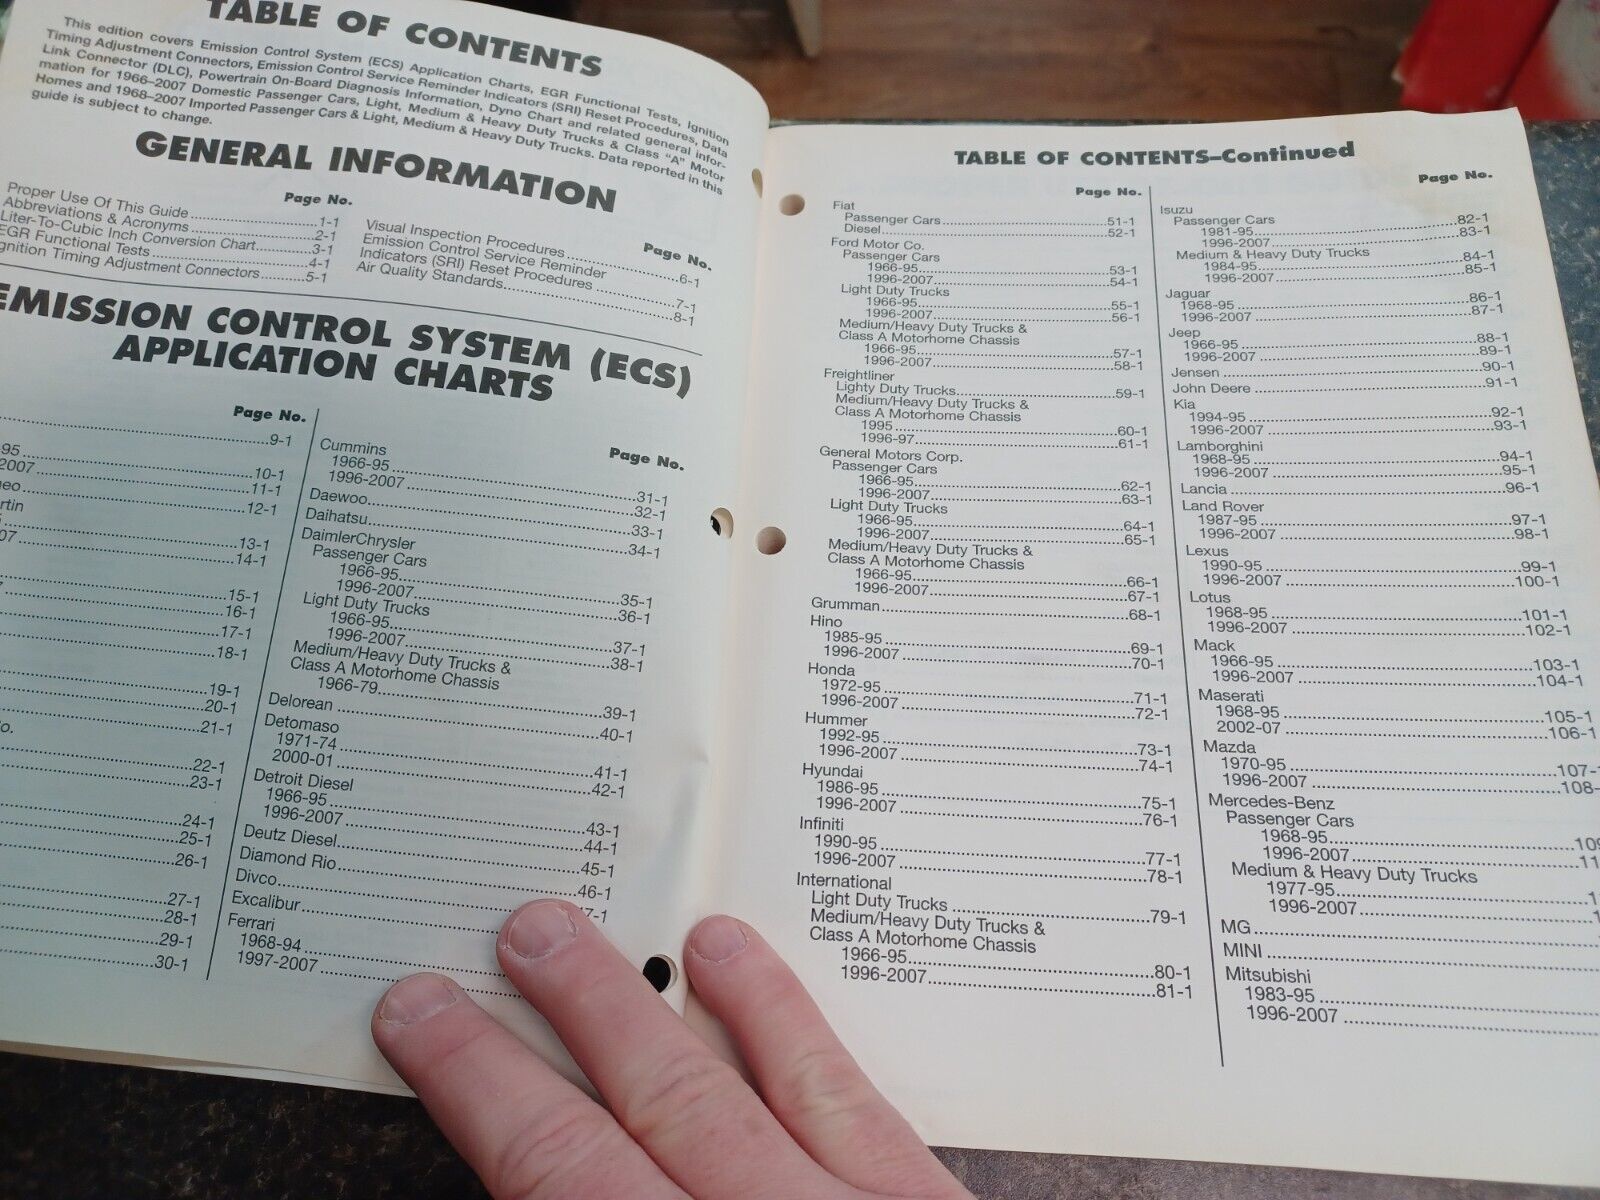 TABLE OF CONTENTS
This edition covers Emission Control System (ECS) Application Charts, EGR Functional Tests, Ignition
Timing Adjustment Connectors, Emission Control Service Reminder Indicators (SRI) Reset Procedures, Data
Link Connector (DLC), Powertrain On-Board Diagnosis Information, Dyno Chart and related general infor-
mation for 1966–2007 Domestic Passenger Cars, Light, Medium & Heavy Duty Trucks & Class "A" Motor
Homes and 1968–2007 Imported Passenger Cars & Light, Medium & Heavy Duty Trucks. Data reported in this
guide is subject to change.
GENERAL INFORMATION
Page No.
Proper Use Of This Guide 1-1
Abbreviations & Acronyms 2-1
Liter-To-Cubic Inch Conversion Chart 3-1
EGR Functional Tests 4-1
gnition Timing Adjustment Connectors 5-1
Page No.
Visual Inspection Procedures 6-1
Emission Control Service Reminder
Indicators (SRI) Reset Procedures 7-1
Air Quality Standards 8-1
EMISSION CONTROL SYSTEM (ECS)
APPLICATION CHARTS
Page No.
9-1
95 10-1
2007 11-1
eo 12-1
rtin
13-1
07 14-1
15-1
16-1
17-1
18-1
19-1
20-1
21-1
o.
22-1
23-1
24-1
25-1
26-1
27-1
28-1
29-1
30-1
Page No.
Cummins
1966-95 31-1
1996-2007 32-1
Daewoo 33-1
Daihatsu 34-1
DaimlerChrysler
Passenger Cars
1966-95 35-1
1996-2007 36-1
Light Duty Trucks
1966-95 37-1
1996-2007 38-1
Medium/Heavy Duty Trucks &
Class A Motorhome Chassis
1966-79 39-1
Delorean 40-1
Detomaso
1971-74 41-1
2000-01 42-1
Detroit Diesel
1966-95 43-1
1996-2007 44-1
Deutz Diesel 45-1
Diamond Rio 46-1
Divco 7-1
Excalibur
Ferrari
1968-94
1997-2007
TABLE OF CONTENTS–Continued
Page No.
Fiat
Passenger Cars 51-1
Diesel 52-1
Ford Motor Co.
Passenger Cars
1966-95 53-1
1996-2007 54-1
Light Duty Trucks
1966-95 55-1
1996-2007 56-1
Medium/Heavy Duty Trucks &
Class A Motorhome Chassis
1966-95 57-1
1996-2007 58-1
Freightliner
Lighty Duty Trucks 59-1
Medium/Heavy Duty Trucks &
Class A Motorhome Chassis
1995 60-1
1996-97 61-1
General Motors Corp.
Passenger Cars
1966-95 62-1
1996-2007 63-1
Light Duty Trucks
1966-95 64-1
1996-2007 65-1
Medium/Heavy Duty Trucks &
Class A Motorhome Chassis
1966-95 66-1
1996-2007 67-1
Grumman 68-1
Hino
1985-95 69-1
1996-2007 70-1
Honda
1972-95 71-1
1996-2007 72-1
Hummer
1992-95 73-1
1996-2007 74-1
Hyundai
1986-95 75-1
1996-2007 76-1
Infiniti
1990-95 77-1
1996-2007 78-1
International
Light Duty Trucks 79-1
Medium/Heavy Duty Trucks &
Class A Motorhome Chassis
1966-95 80-1
1996-2007 81-1
Page No.
Isuzu
Passenger Cars
1981-95 82-1
1996-2007 83-1
Medium & Heavy Duty Trucks
1984-95 84-1
1996-2007 85-1
Jaguar
1968-95 86-1
1996-2007 87-1
Jeep
1966-95 88-1
1996-2007 89-1
Jensen 90-1
John Deere 91-1
Kia
1994-95 92-1
1996-2007 93-1
Lamborghini
1968-95 94-1
1996-2007 95-1
Lancia 96-1
Land Rover
1987-95 97-1
1996-2007 98-1
Lexus
1990-95 99-1
1996-2007 100-1
Lotus
1968-95 101-1
1996-2007 102-1
Mack
1966-95 103-1
1996-2007 104-1
Maserati
1968-95 105-1
2002-07 106-1
Mazda
1970-95 107-
1996-2007 108-
Mercedes-Benz
Passenger Cars
1968-95 109
1996-2007 11
Medium & Heavy Duty Trucks
1977-95
1996-2007
MG
MINI
Mitsubishi
1983-95
1996-2007